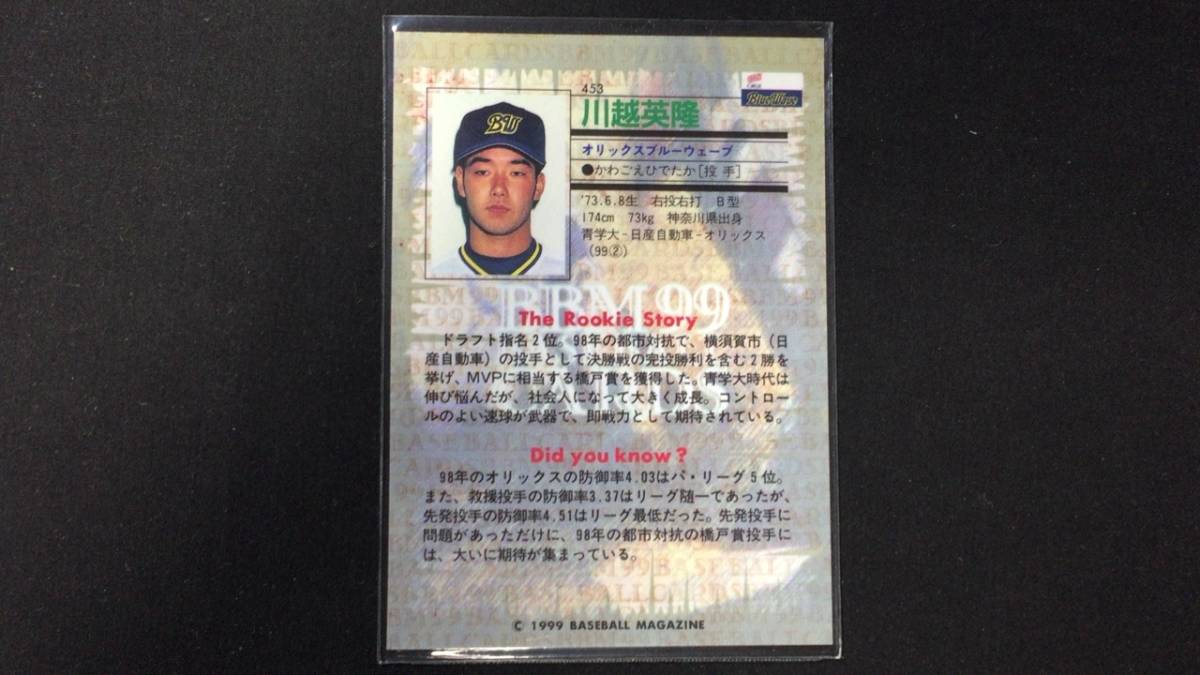 453
川越英隆
BW
Blue Wave
オリックスブルーウェーブ
●かわごえひでたか[投手]
'73.6.8生 右投右打 B型
174cm 73kg 神奈川県出身
青学大-日産自動車-オリックス
(99②)
BBM 99
The Rookie Story
ドラフト指名2位。98年の都市対抗で、横須賀市(日
産自動車)の投手として決勝戦の完投勝利を含む2勝を
挙げ、MVPに相当する橋戸賞を獲得した。青学大時代は
伸び悩んだが、社会人になって大きく成長。コントロー
ルのよい速球が武器で、即戦力として期待されている。
Did you know?
98年のオリックスの防御率4.03はパ・リーグ5位。
また、救援投手の防御率3.37はリーグ随一であったが、
先発投手の防御率4.51はリーグ最低だった。先発投手に
問題があっただけに、98年の都市対抗の橋戸賞投手に
は、大いに期待が集まっている。
© 1999 BASEBALL MAGAZINE